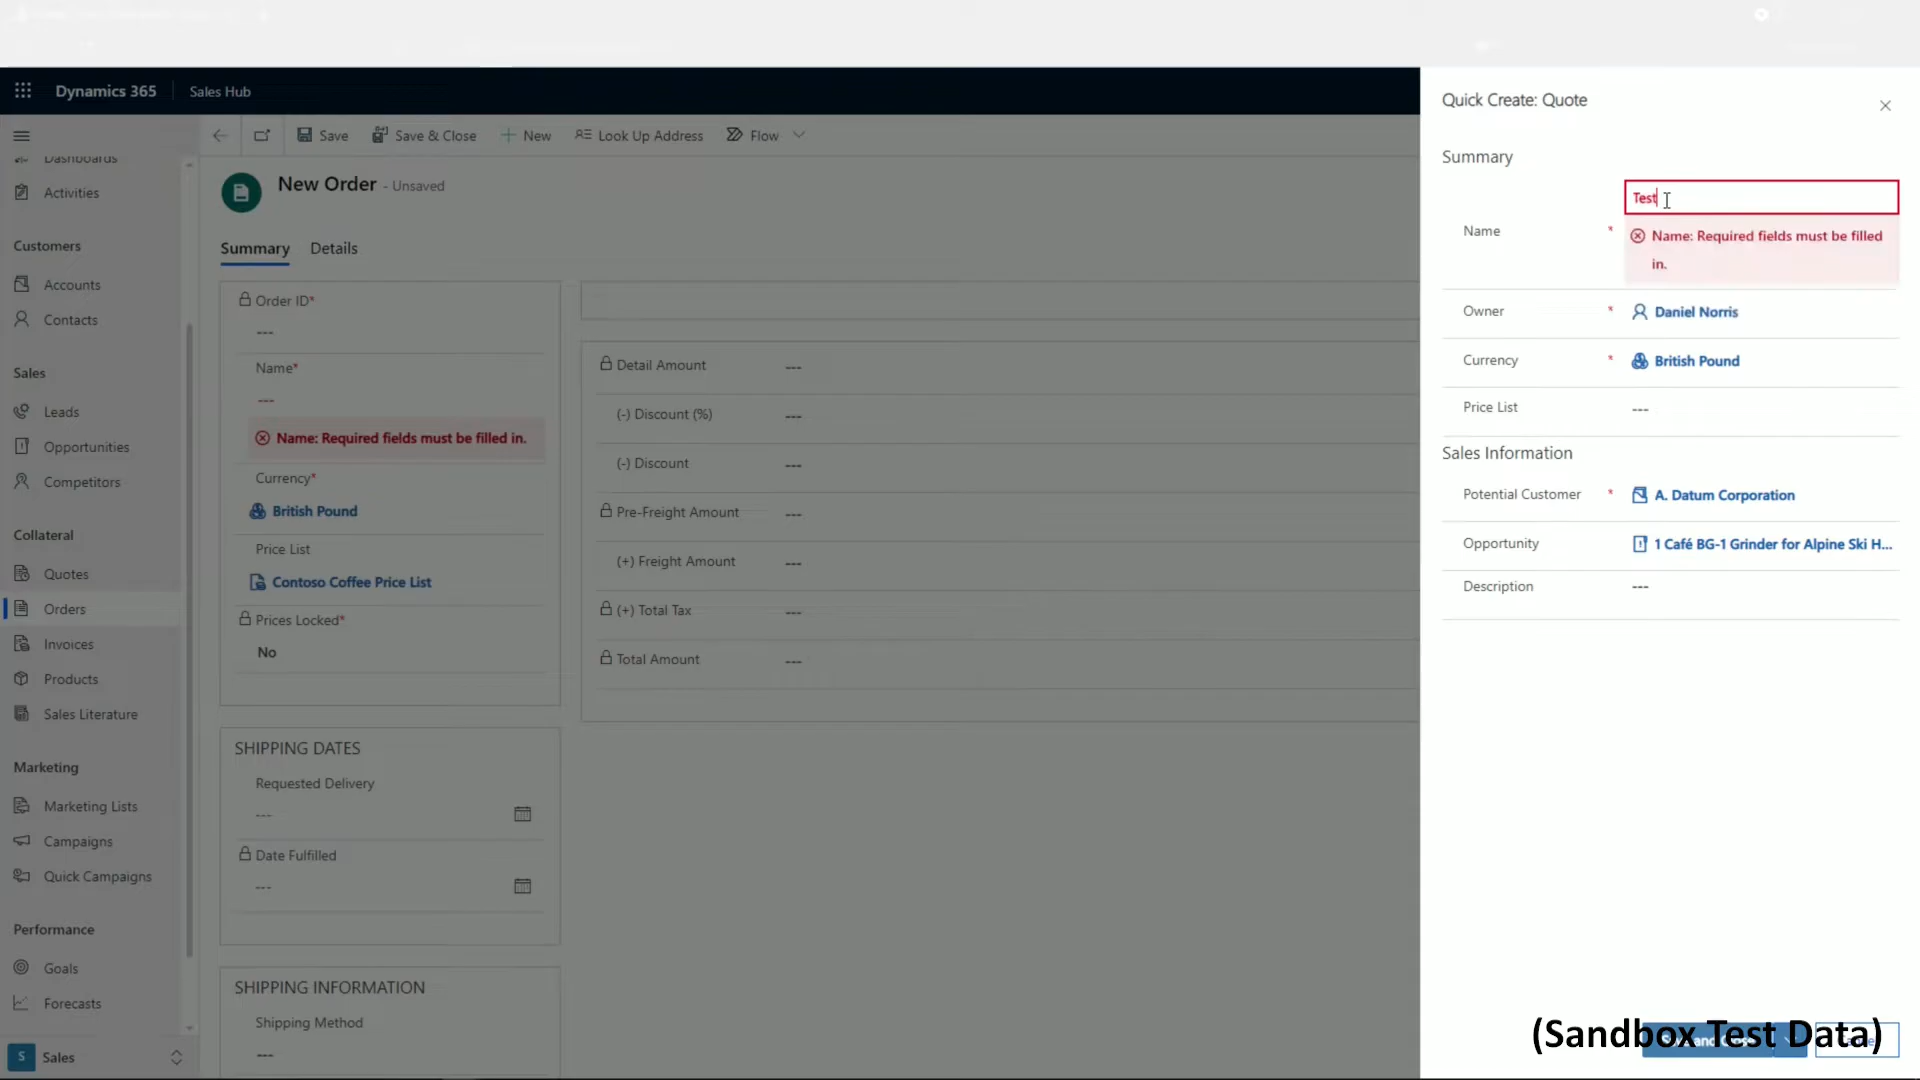 Dynamics 365
Sales Hub
Save
Save & Close
New
Look Up Address
Flow
Dashboards
Activities
Customers
Accounts
Contacts
Sales
Leads
Opportunities
Competitors
Collateral
Quotes
Orders
Invoices
Products
Sales Literature
Marketing
Marketing Lists
Campaigns
Quick Campaigns
Performance
Goals
Forecasts
S
Sales
New Order - Unsaved
Summary
Details
Order ID*
---
Name*
---
Name: Required fields must be filled in.
Currency*
British Pound
Price List
Contoso Coffee Price List
Prices Locked*
No
SHIPPING DATES
Requested Delivery
---
Date Fulfilled
---
SHIPPING INFORMATION
Shipping Method
---
Detail Amount ---
(-) Discount (%) ---
(-) Discount ---
Pre-Freight Amount ---
(+) Freight Amount ---
(+) Total Tax ---
Total Amount ---
Quick Create: Quote
Summary
Name * Test
Name: Required fields must be filled
in.
Owner * Daniel Norris
Currency * British Pound
Price List ---
Sales Information
Potential Customer * A. Datum Corporation
Opportunity 1 Café BG-1 Grinder for Alpine Ski H...
Description ---
(Sandbox Test Data)